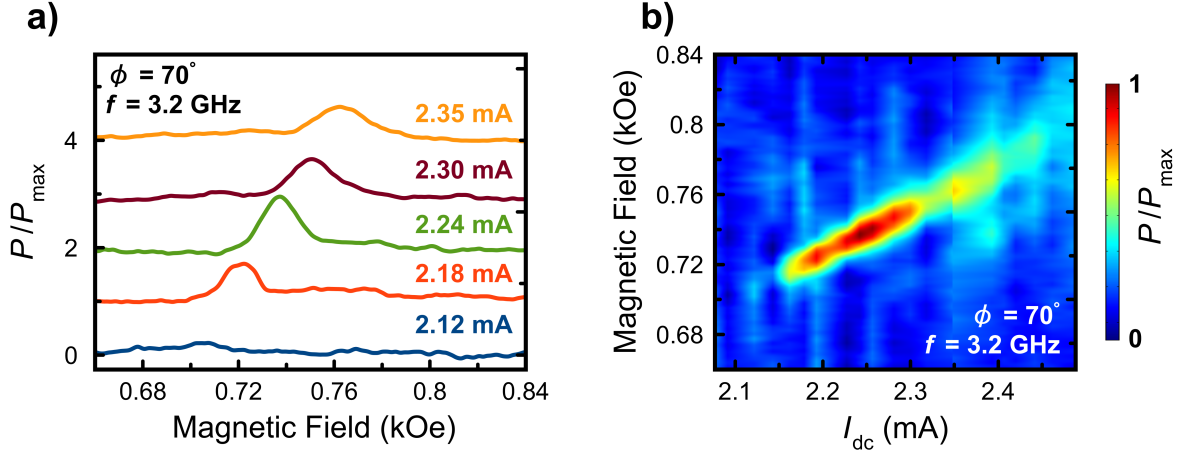 a)
ϕ = 70°
f = 3.2 GHz
2.35 mA
2.30 mA
2.24 mA
2.18 mA
2.12 mA
4
2
0
P/Pmax
0.68
0.72
0.76
0.80
0.84
Magnetic Field (kOe)
b)
0.84
0.8
0.76
0.72
0.68
Magnetic Field (kOe)
ϕ = 70°
f = 3.2 GHz
2.1
2.2
2.3
2.4
Idc (mA)
1
0
P/Pmax